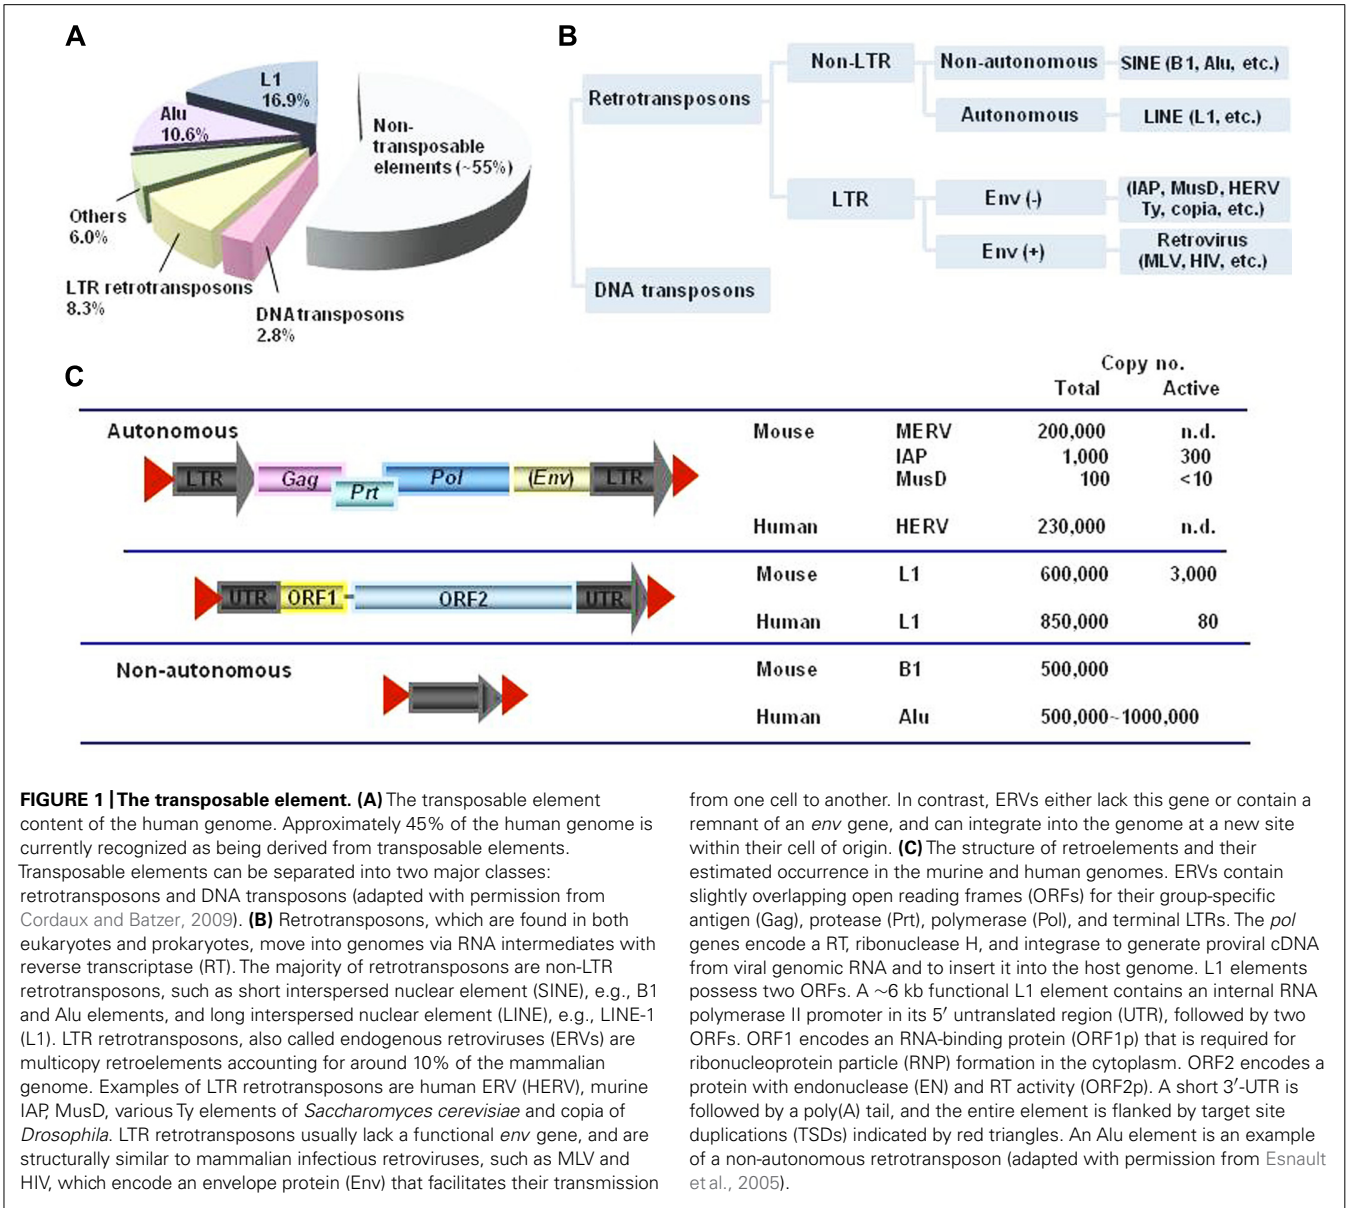 A
L1
16.9%
Alu
10.6%
Non-
transposable
elements (~55%)
Others
6.0%
LTR retrotransposons
8.3%
DNA transposons
2.8%
B
Retrotransposons
Non-LTR
Non-autonomous
SINE (B1, Alu, etc.)
Autonomous
LINE (L1, etc.)
LTR
Env (-)
(IAP, MusD, HERV
Ty, copia, etc.)
Env (+)
Retrovirus
(MLV, HIV, etc.)
DNA transposons
C
Copy no.
Total Active
Autonomous
LTR Gag Prt Pol (Env) LTR
Mouse MERV 200,000 n.d.
IAP 1,000 300
MusD 100 <10
Human HERV 230,000 n.d.
UTR ORF1 ORF2 UTR
Mouse L1 600,000 3,000
Human L1 850,000 80
Non-autonomous
Mouse B1 500,000
Human Alu 500,000~1000,000
FIGURE 1 | The transposable element. (A) The transposable element
content of the human genome. Approximately 45% of the human genome is
currently recognized as being derived from transposable elements.
Transposable elements can be separated into two major classes:
retrotransposons and DNA transposons (adapted with permission from
Cordaux and Batzer, 2009). (B) Retrotransposons, which are found in both
eukaryotes and prokaryotes, move into genomes via RNA intermediates with
reverse transcriptase (RT). The majority of retrotransposons are non-LTR
retrotransposons, such as short interspersed nuclear element (SINE), e.g., B1
and Alu elements, and long interspersed nuclear element (LINE), e.g., LINE-1
(L1). LTR retrotransposons, also called endogenous retroviruses (ERVs) are
multicopy retroelements accounting for around 10% of the mammalian
genome. Examples of LTR retrotransposons are human ERV (HERV), murine
IAP, MusD, various Ty elements of Saccharomyces cerevisiae and copia of
Drosophila. LTR retrotransposons usually lack a functional env gene, and are
structurally similar to mammalian infectious retroviruses, such as MLV and
HIV, which encode an envelope protein (Env) that facilitates their transmission
from one cell to another. In contrast, ERVs either lack this gene or contain a
remnant of an env gene, and can integrate into the genome at a new site
within their cell of origin. (C) The structure of retroelements and their
estimated occurrence in the murine and human genomes. ERVs contain
slightly overlapping open reading frames (ORFs) for their group-specific
antigen (Gag), protease (Prt), polymerase (Pol), and terminal LTRs. The pol
genes encode a RT, ribonuclease H, and integrase to generate proviral cDNA
from viral genomic RNA and to insert it into the host genome. L1 elements
possess two ORFs. A ∼6 kb functional L1 element contains an internal RNA
polymerase II promoter in its 5′ untranslated region (UTR), followed by two
ORFs. ORF1 encodes an RNA-binding protein (ORF1p) that is required for
ribonucleoprotein particle (RNP) formation in the cytoplasm. ORF2 encodes a
protein with endonuclease (EN) and RT activity (ORF2p). A short 3′-UTR is
followed by a poly(A) tail, and the entire element is flanked by target site
duplications (TSDs) indicated by red triangles. An Alu element is an example
of a non-autonomous retrotransposon (adapted with permission from Esnault
et al., 2005).